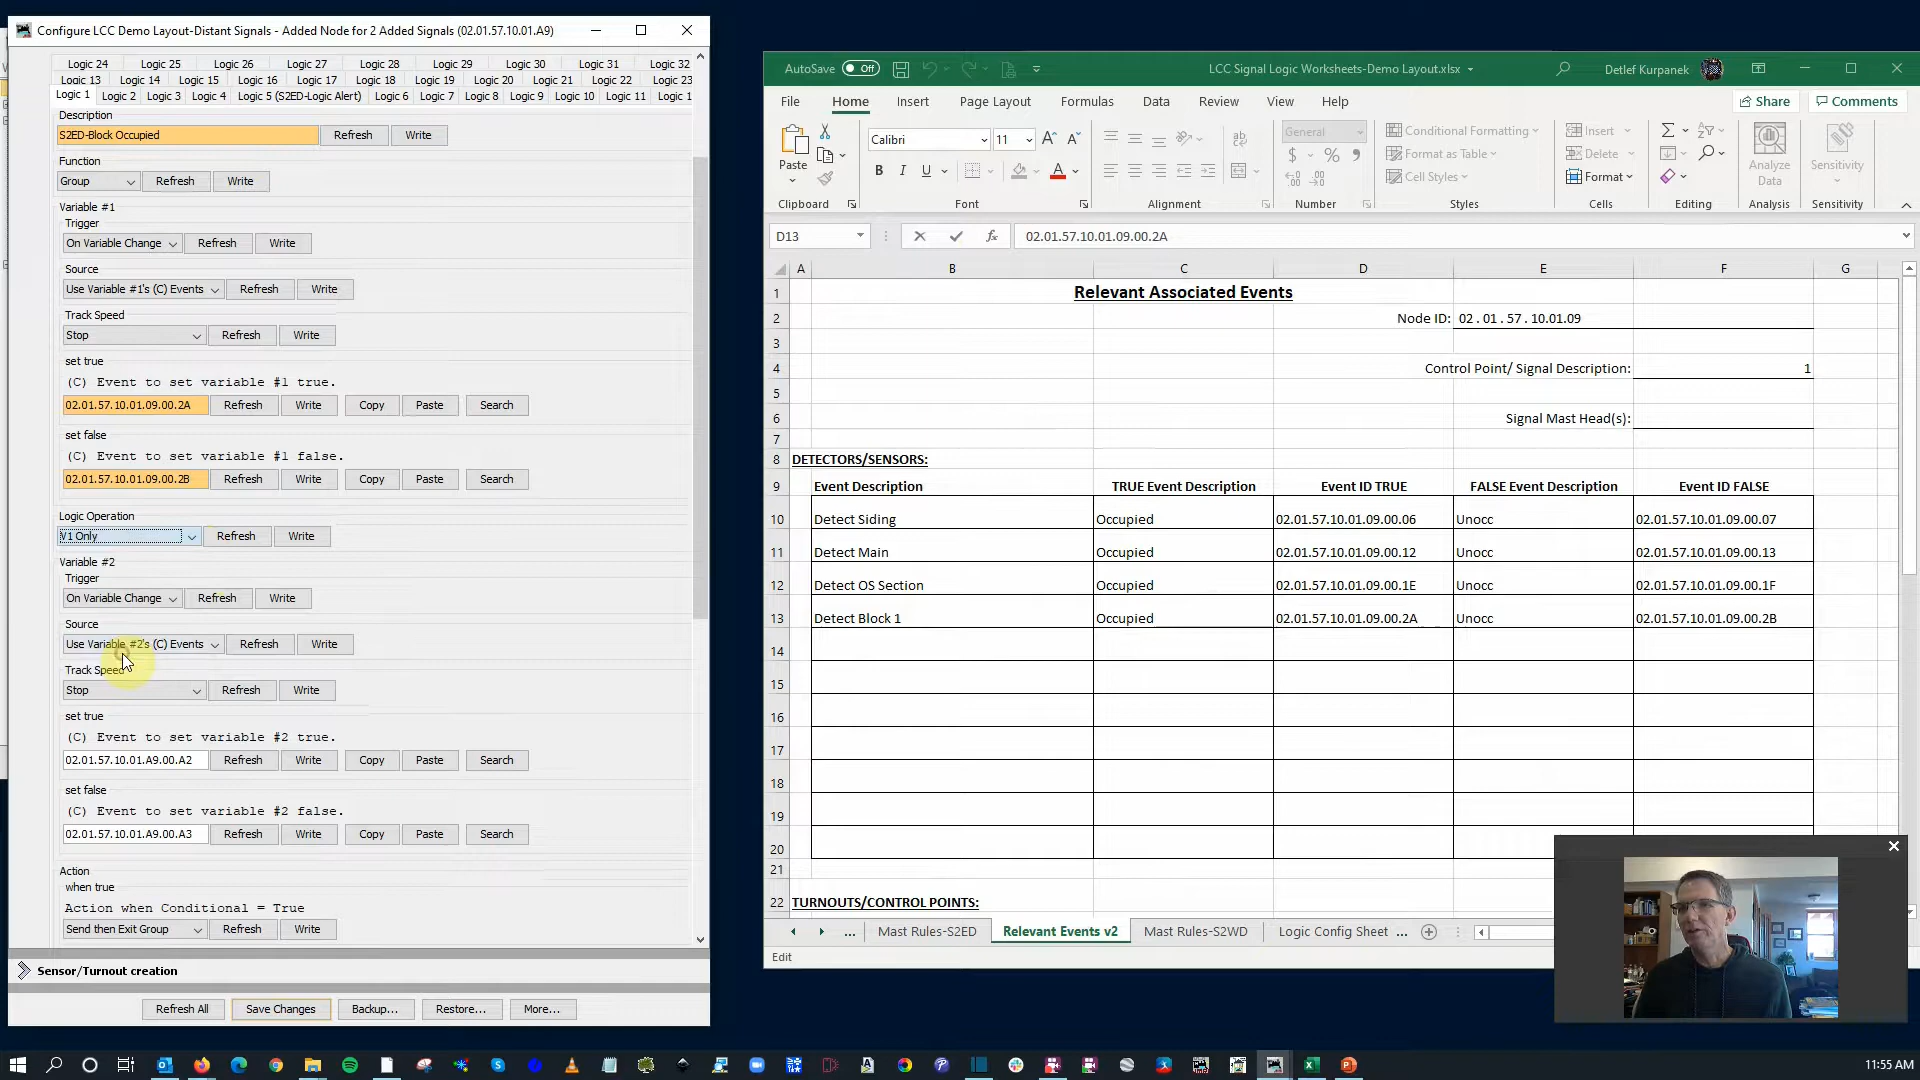 Configure LCC Demo Layout-Distant Signals - Added Node for 2 Added Signals (02.01.57.10.01.A9)
Logic 24 Logic 25 Logic 26 Logic 27 Logic 28 Logic 29 Logic 30 Logic 31 Logic 32
Logic 13 Logic 14 Logic 15 Logic 16 Logic 17 Logic 18 Logic 19 Logic 20 Logic 21 Logic 22 Logic 23
Logic 1 Logic 2 Logic 3 Logic 4 Logic 5 (S2ED-Logic Alert) Logic 6 Logic 7 Logic 8 Logic 9 Logic 10 Logic 11 Logic 1
Description
S2ED-Block Occupied Refresh Write
Function
Group Refresh Write
Variable #1
Trigger
On Variable Change Refresh Write
Source
Use Variable #1's (C) Events Refresh Write
Track Speed
Stop Refresh Write
set true
(C) Event to set variable #1 true.
02.01.57.10.01.09.00.2A Refresh Write Copy Paste Search
set false
(C) Event to set variable #1 false.
02.01.57.10.01.09.00.2B Refresh Write Copy Paste Search
Logic Operation
V1 Only Refresh Write
Variable #2
Trigger
On Variable Change Refresh Write
Source
Use Variable #2's (C) Events Refresh Write
Track Speed
Stop Refresh Write
set true
(C) Event to set variable #2 true.
02.01.57.10.01.A9.00.A2 Refresh Write Copy Paste Search
set false
(C) Event to set variable #2 false.
02.01.57.10.01.A9.00.A3 Refresh Write Copy Paste Search
Action
when true
Action when Conditional = True
Send then Exit Group Refresh Write
Sensor/Turnout creation
Refresh All Save Changes Backup... Restore... More...
AutoSave Off LCC Signal Logic Worksheets-Demo Layout.xlsx Detlef Kurpanek
File Home Insert Page Layout Formulas Data Review View Help Share Comments
Paste Calibri 11 General Conditional Formatting Insert Analyze Data Sensitivity
B I U Format as Table Delete
Cell Styles Format
Clipboard Font Alignment Number Styles Cells Editing Analysis Sensitivity
D13 fx 02.01.57.10.01.09.00.2A
A B C D E F G
1 Relevant Associated Events
2 Node ID: 02 . 01 . 57 . 10.01.09
3
4 Control Point/ Signal Description: 1
5
6 Signal Mast Head(s):
7
8 DETECTORS/SENSORS:
9 Event Description TRUE Event Description Event ID TRUE FALSE Event Description Event ID FALSE
10 Detect Siding Occupied 02.01.57.10.01.09.00.06 Unocc 02.01.57.10.01.09.00.07
11 Detect Main Occupied 02.01.57.10.01.09.00.12 Unocc 02.01.57.10.01.09.00.13
12 Detect OS Section Occupied 02.01.57.10.01.09.00.1E Unocc 02.01.57.10.01.09.00.1F
13 Detect Block 1 Occupied 02.01.57.10.01.09.00.2A Unocc 02.01.57.10.01.09.00.2B
14
15
16
17
18
19
20
21
22 TURNOUTS/CONTROL POINTS:
... Mast Rules-S2ED Relevant Events v2 Mast Rules-S2WD Logic Config Sheet ...
Edit
11:55 AM